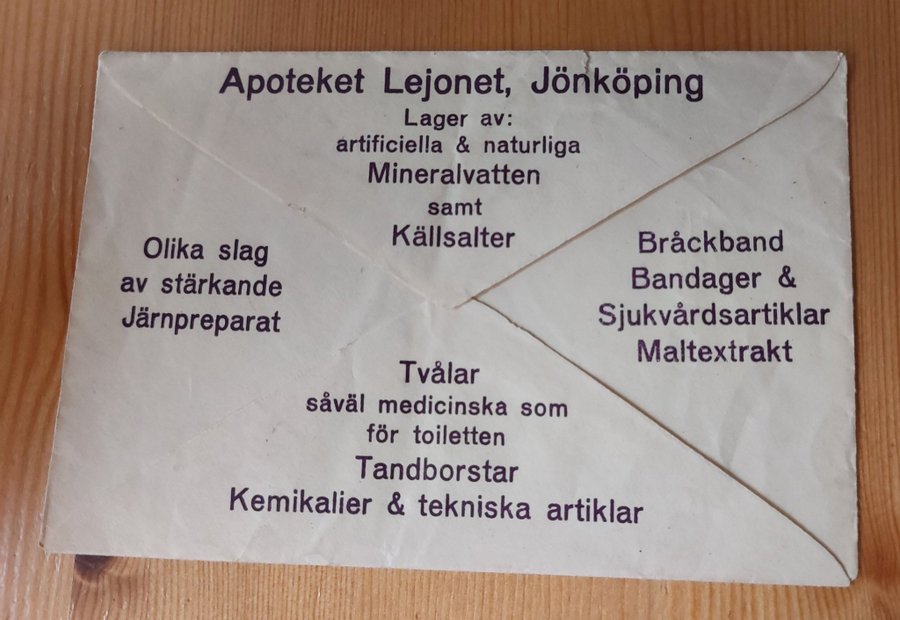 Apoteket Lejonet, Jönköping
Lager av:
artificiella & naturliga
Mineralvatten
samt
Källsalter
Olika slag
av stärkande
Järnpreparat
Bråckband
Bandager &
Sjukvårdsartiklar
Maltextrakt
Tvålar
såväl medicinska som
för toiletten
Tandborstar
Kemikalier & tekniska artiklar